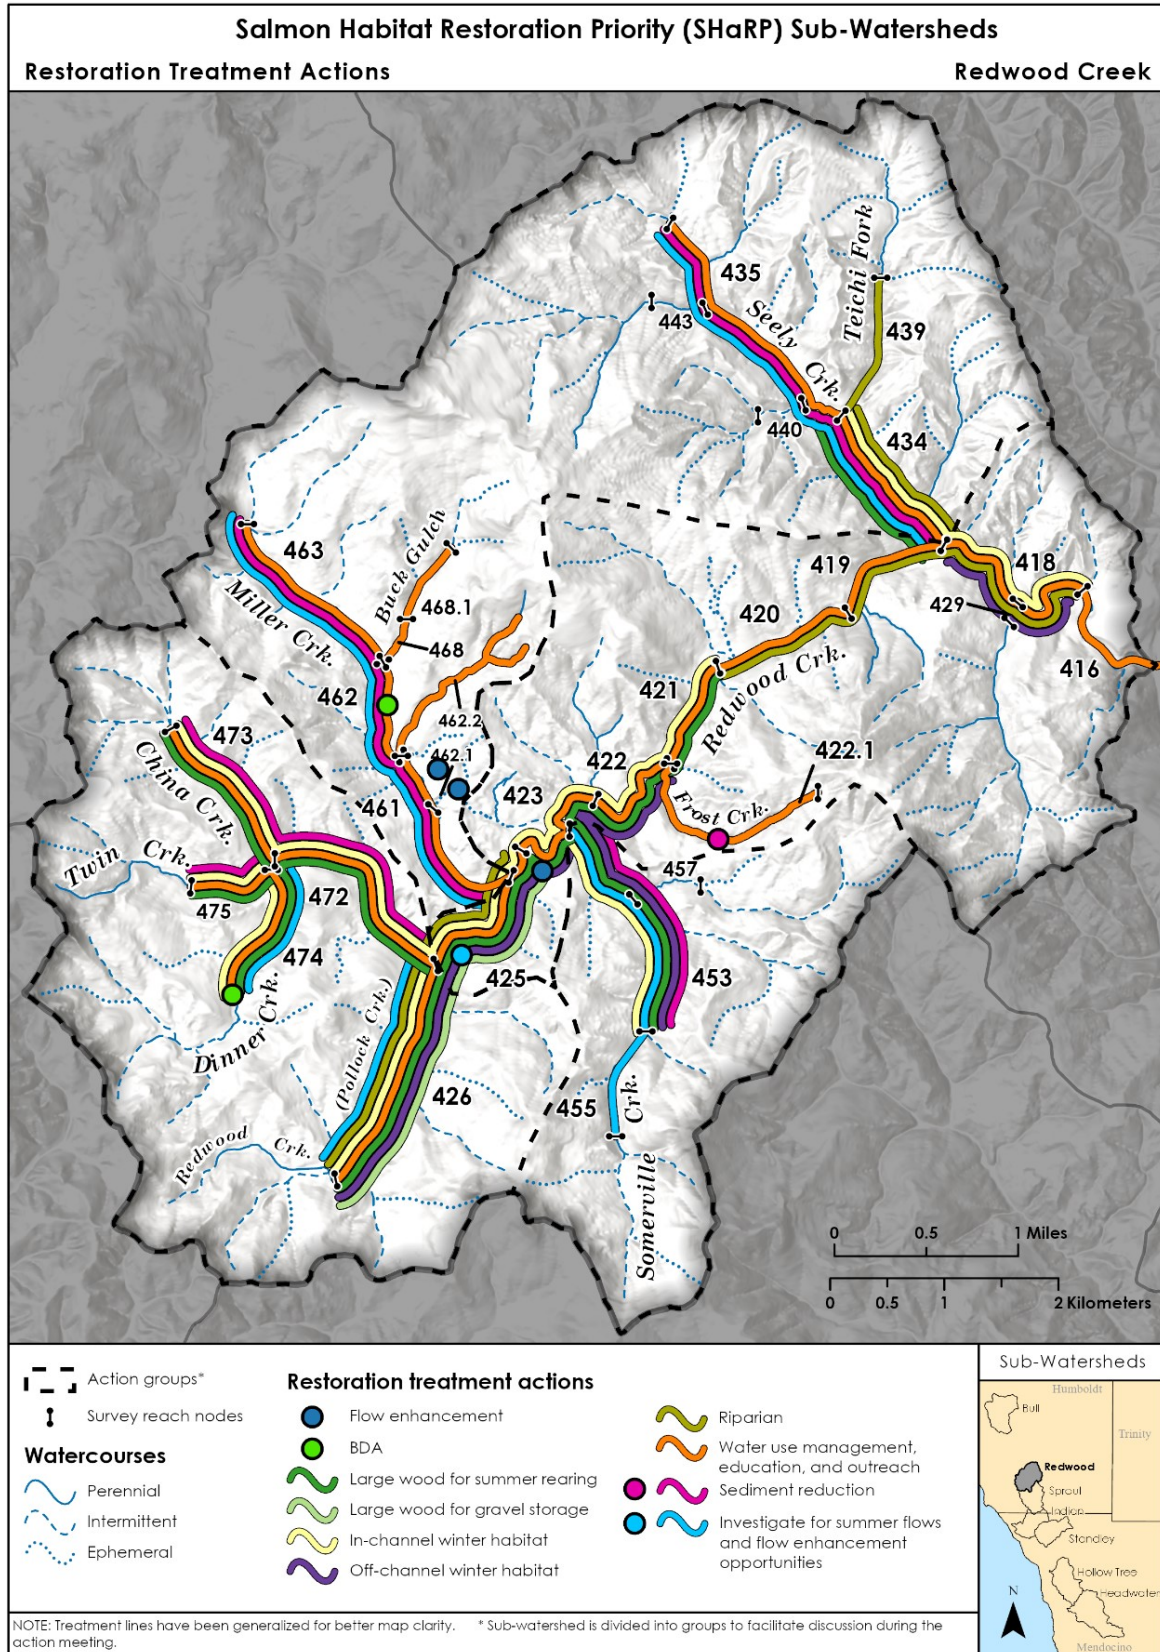 Salmon Habitat Restoration Priority (SHaRP) Sub-Watersheds
Restoration Treatment Actions
Redwood Creek
435
443
Seely
Crk.
Teichi Fork
439
440
434
463
Buck Gulch
468.1
468
Miller Crk.
419
418
429
420
416
462
421
Redwood Crk.
462.2
462.1
473
China Crk.
422
422.1
423
461
Frost Crk.
Twin Crk.
457
475
472
474
425
453
Dinner Crk.
(Pollock Crk.)
426
455
Redwood Crk.
Somerville Crk.
0 0.5 1 Miles
0 0.5 1 2 Kilometers
Action groups*
Survey reach nodes
Watercourses
Perennial
Intermittent
Ephemeral
Restoration treatment actions
Flow enhancement
BDA
Large wood for summer rearing
Large wood for gravel storage
In-channel winter habitat
Off-channel winter habitat
Riparian
Water use management,
education, and outreach
Sediment reduction
Investigate for summer flows
and flow enhancement
opportunities
Sub-Watersheds
Humboldt
Bull
Trinity
Redwood
Sproul
Indian
Standley
Hollow Tree
Headwater
N
Mendocino
NOTE: Treatment lines have been generalized for better map clarity. * Sub-watershed is divided into groups to facilitate discussion during the
action meeting.